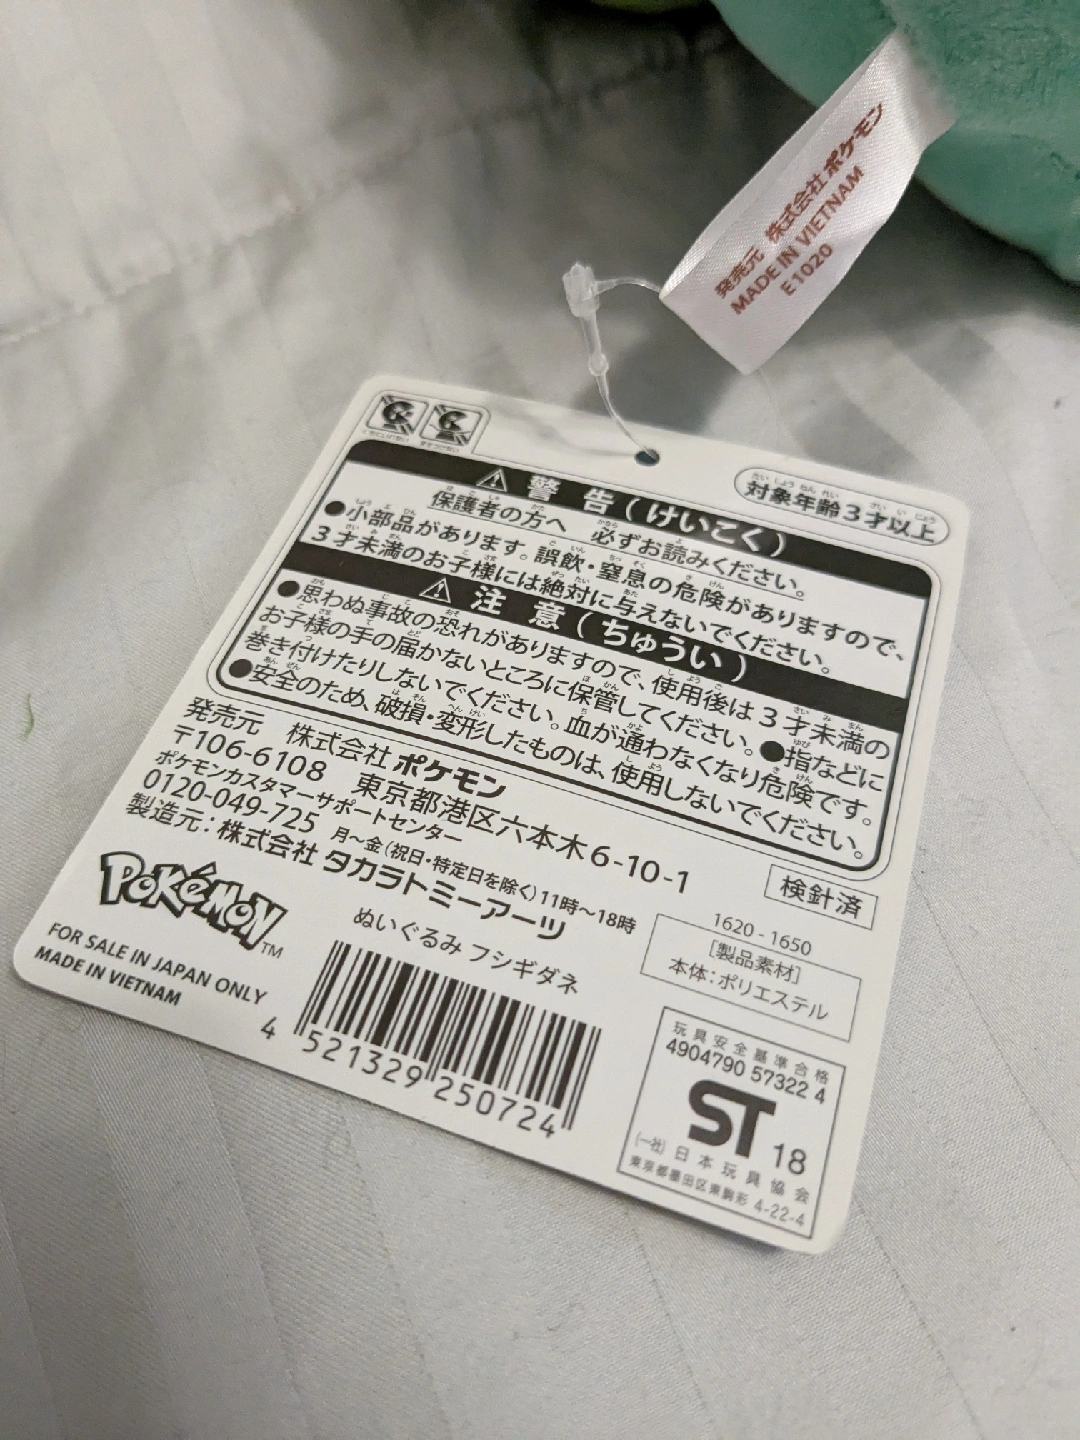 発売元 株式会社ポケモン
MADE IN VIETNAM
E1020
対象年齢3才以上
警告(けいこく)
保護者の方へ 必ずお読みください。
●小部品があります。誤飲・窒息の危険がありますので、
3才未満のお子様には絶対に与えないでください。
注意(ちゅうい)
●思わぬ事故の恐れがありますので、使用後は3才未満の
お子様の手の届かないところに保管してください。●指などに
巻き付けたりしないでください。血が通わなくなり危険です。
●安全のため、破損・変形したものは、使用しないでください。
発売元 株式会社ポケモン
〒106-6108 東京都港区六本木6-10-1
ポケモンカスタマーサポートセンター
0120-049-725 月〜金(祝日・特定日を除く)11時〜18時
製造元:株式会社タカラトミーアーツ
検針済
POKéMON TM
FOR SALE IN JAPAN ONLY
MADE IN VIETNAM
ぬいぐるみ フシギダネ
4 521329 250724
1620-1650
[製品素材]
本体:ポリエステル
玩具安全基準合格
4904790 57322 4
ST 18
(一社)日本玩具協会
東京都墨田区東駒形 4-22-4